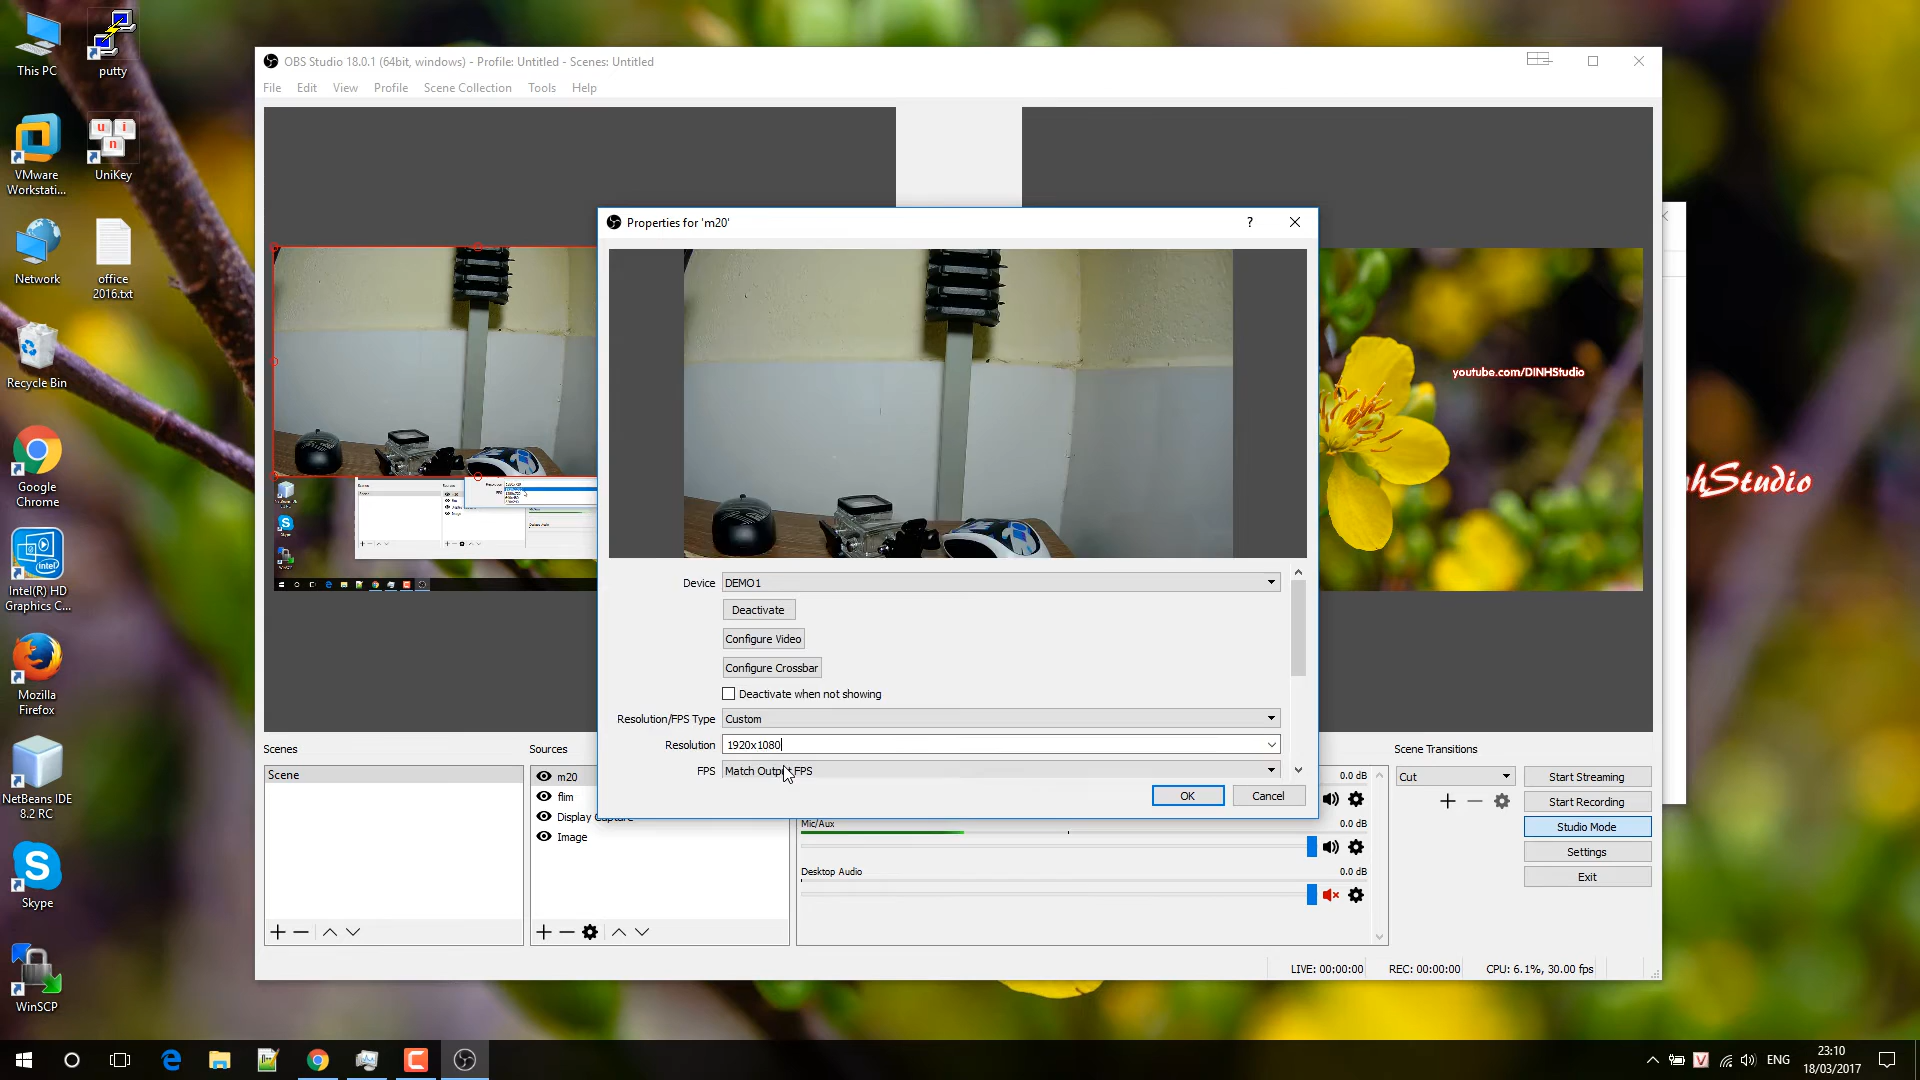 This PC
putty
VMware
Workstati...
u i
n
UniKey
Network
office
2016.txt
Recycle Bin
Google
Chrome
intel
Intel(R) HD
Graphics C...
Mozilla
Firefox
NetBeans IDE
8.2 RC
S
Skype
WinSCP
OBS Studio 18.0.1 (64bit, windows) - Profile: Untitled - Scenes: Untitled
File Edit View Profile Scene Collection Tools Help
Properties for 'm20'
?
youtube.com/DINHStudio
hStudio
Device DEMO1
Deactivate
Configure Video
Configure Crossbar
Deactivate when not showing
Resolution/FPS Type Custom
Resolution 1920x1080
FPS Match Output FPS
OK Cancel
Scenes
Scene
Sources
m20
flim
Display Capture
Image
0.0 dB
Mic/Aux 0.0 dB
Desktop Audio 0.0 dB
Scene Transitions
Cut
Start Streaming
Start Recording
Studio Mode
Settings
Exit
LIVE: 00:00:00 REC: 00:00:00 CPU: 6.1%, 30.00 fps
V
ENG
23:10
18/03/2017